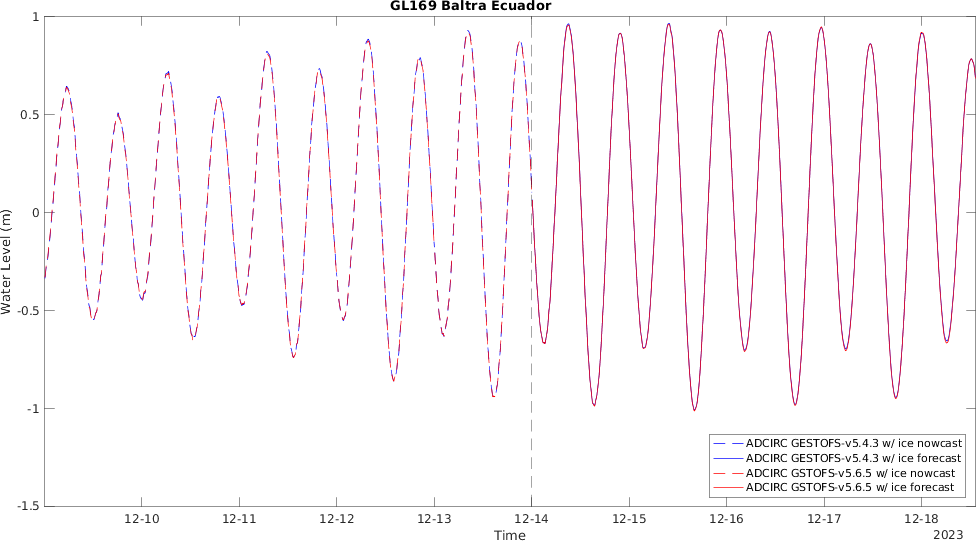 GL169 Baltra Ecuador
1
0.5
0
-0.5
-1
-1.5
Water Level (m)
ADCIRC GESTOFS-v5.4.3 w/ ice nowcast
ADCIRC GESTOFS-v5.4.3 w/ ice forecast
ADCIRC GSTOFS-v5.6.5 w/ ice nowcast
ADCIRC GSTOFS-v5.6.5 w/ ice forecast
12-10 12-11 12-12 12-13 12-14 12-15 12-16 12-17 12-18
Time
2023